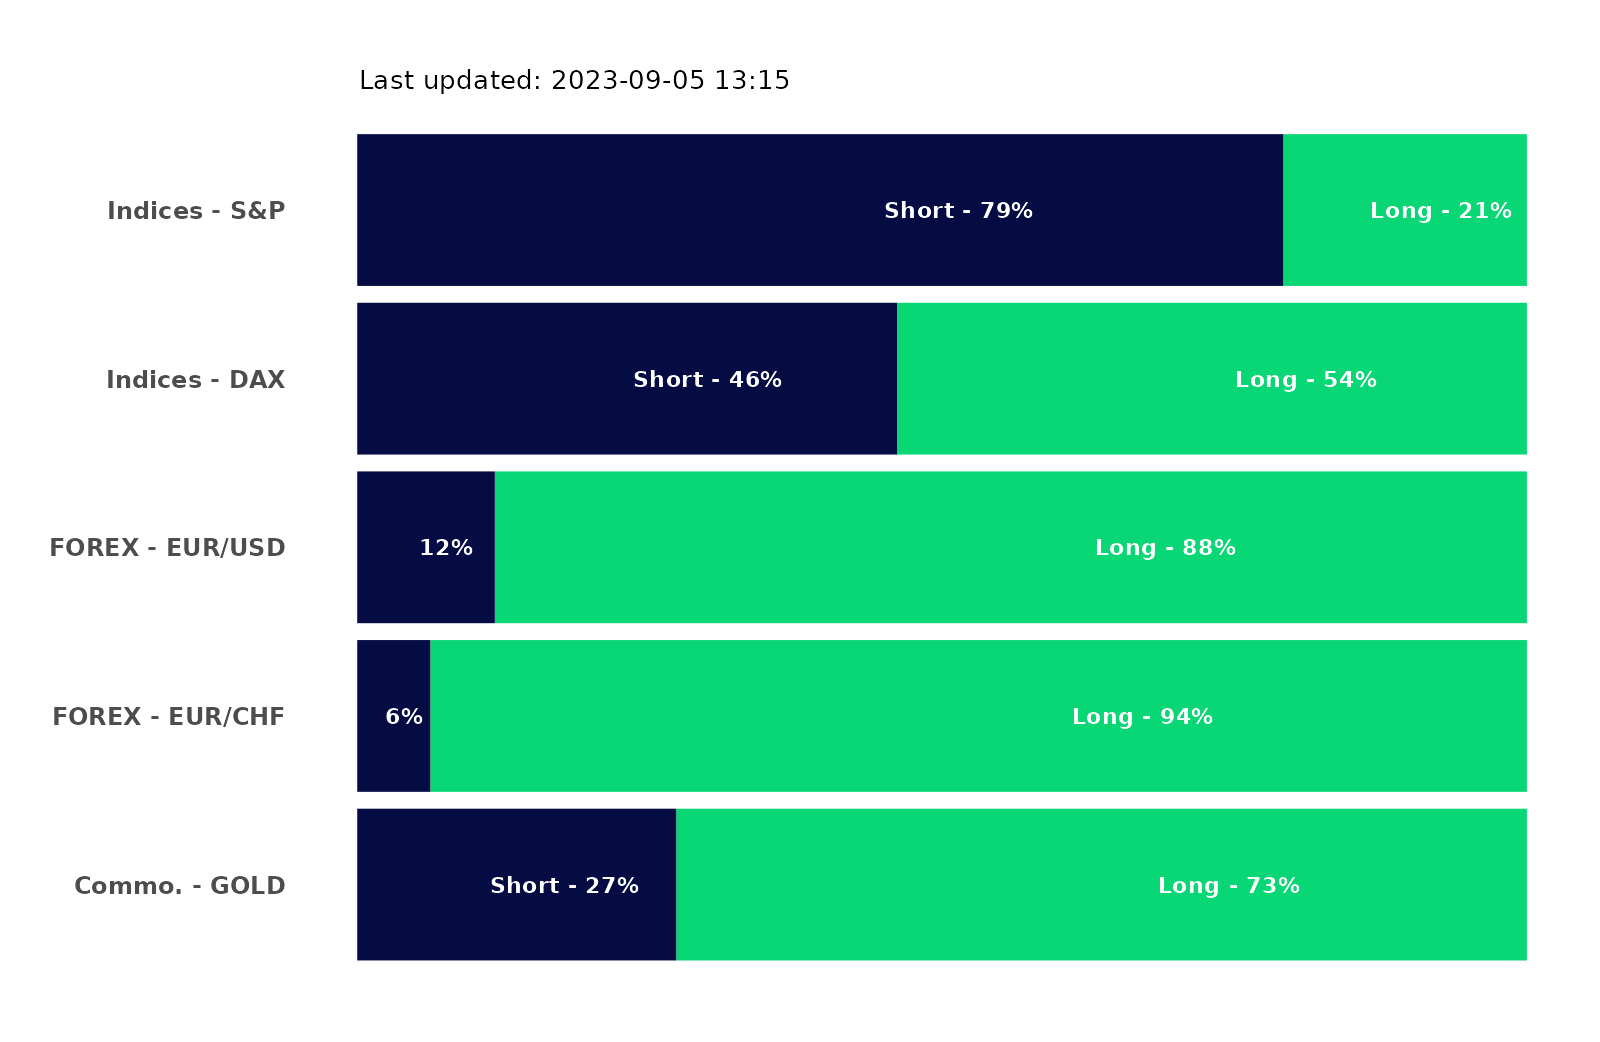 Last updated: 2023-09-05 13:15
Indices - S&P Short - 79% Long - 21%
Indices - DAX Short - 46% Long - 54%
FOREX - EUR/USD 12% Long - 88%
FOREX - EUR/CHF 6% Long - 94%
Commo. - GOLD Short - 27% Long - 73%